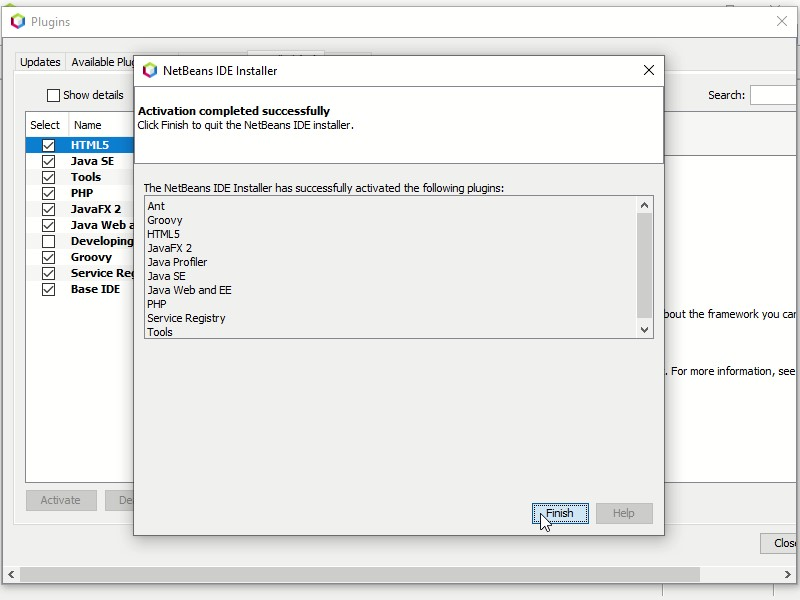 Plugins
Updates
Available Plug
Show details
Search:
Select
Name
HTML5
Java SE
Tools
PHP
JavaFX 2
Java Web a
Developing
Groovy
Service Reg
Base IDE
Activate
De
NetBeans IDE Installer
Activation completed successfully
Click Finish to quit the NetBeans IDE installer.
The NetBeans IDE Installer has successfully activated the following plugins:
Ant
Groovy
HTML5
JavaFX 2
Java Profiler
Java SE
Java Web and EE
PHP
Service Registry
Tools
Finish
Help
bout the framework you can
. For more information, see
Close